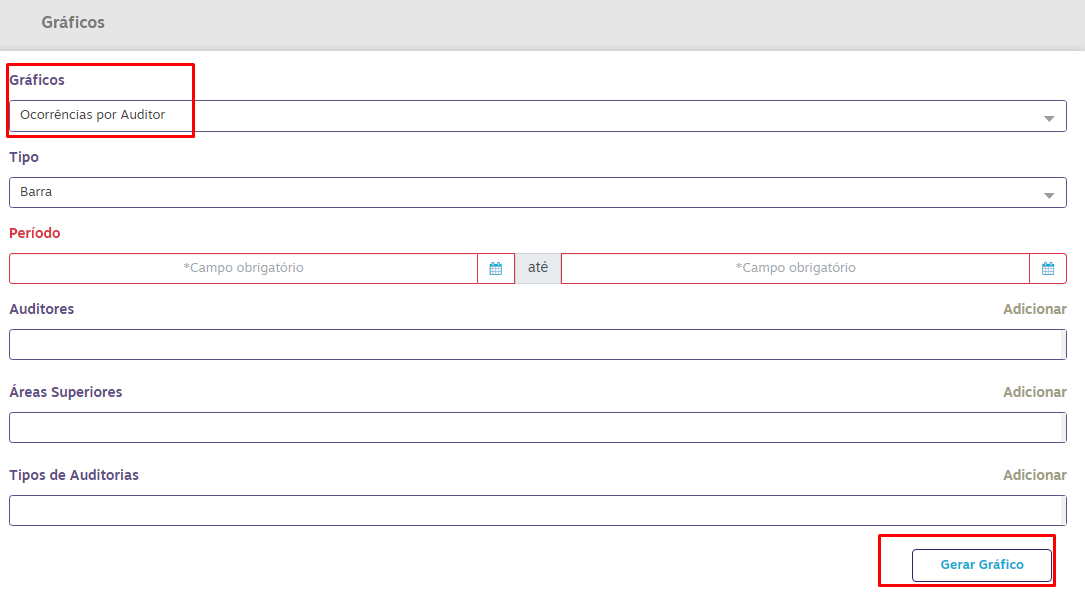 Gráficos
Gráficos
Ocorrências por Auditor
Tipo
Barra
Período
*Campo obrigatório até *Campo obrigatório
Auditores Adicionar
Áreas Superiores Adicionar
Tipos de Auditorias Adicionar
Gerar Gráfico